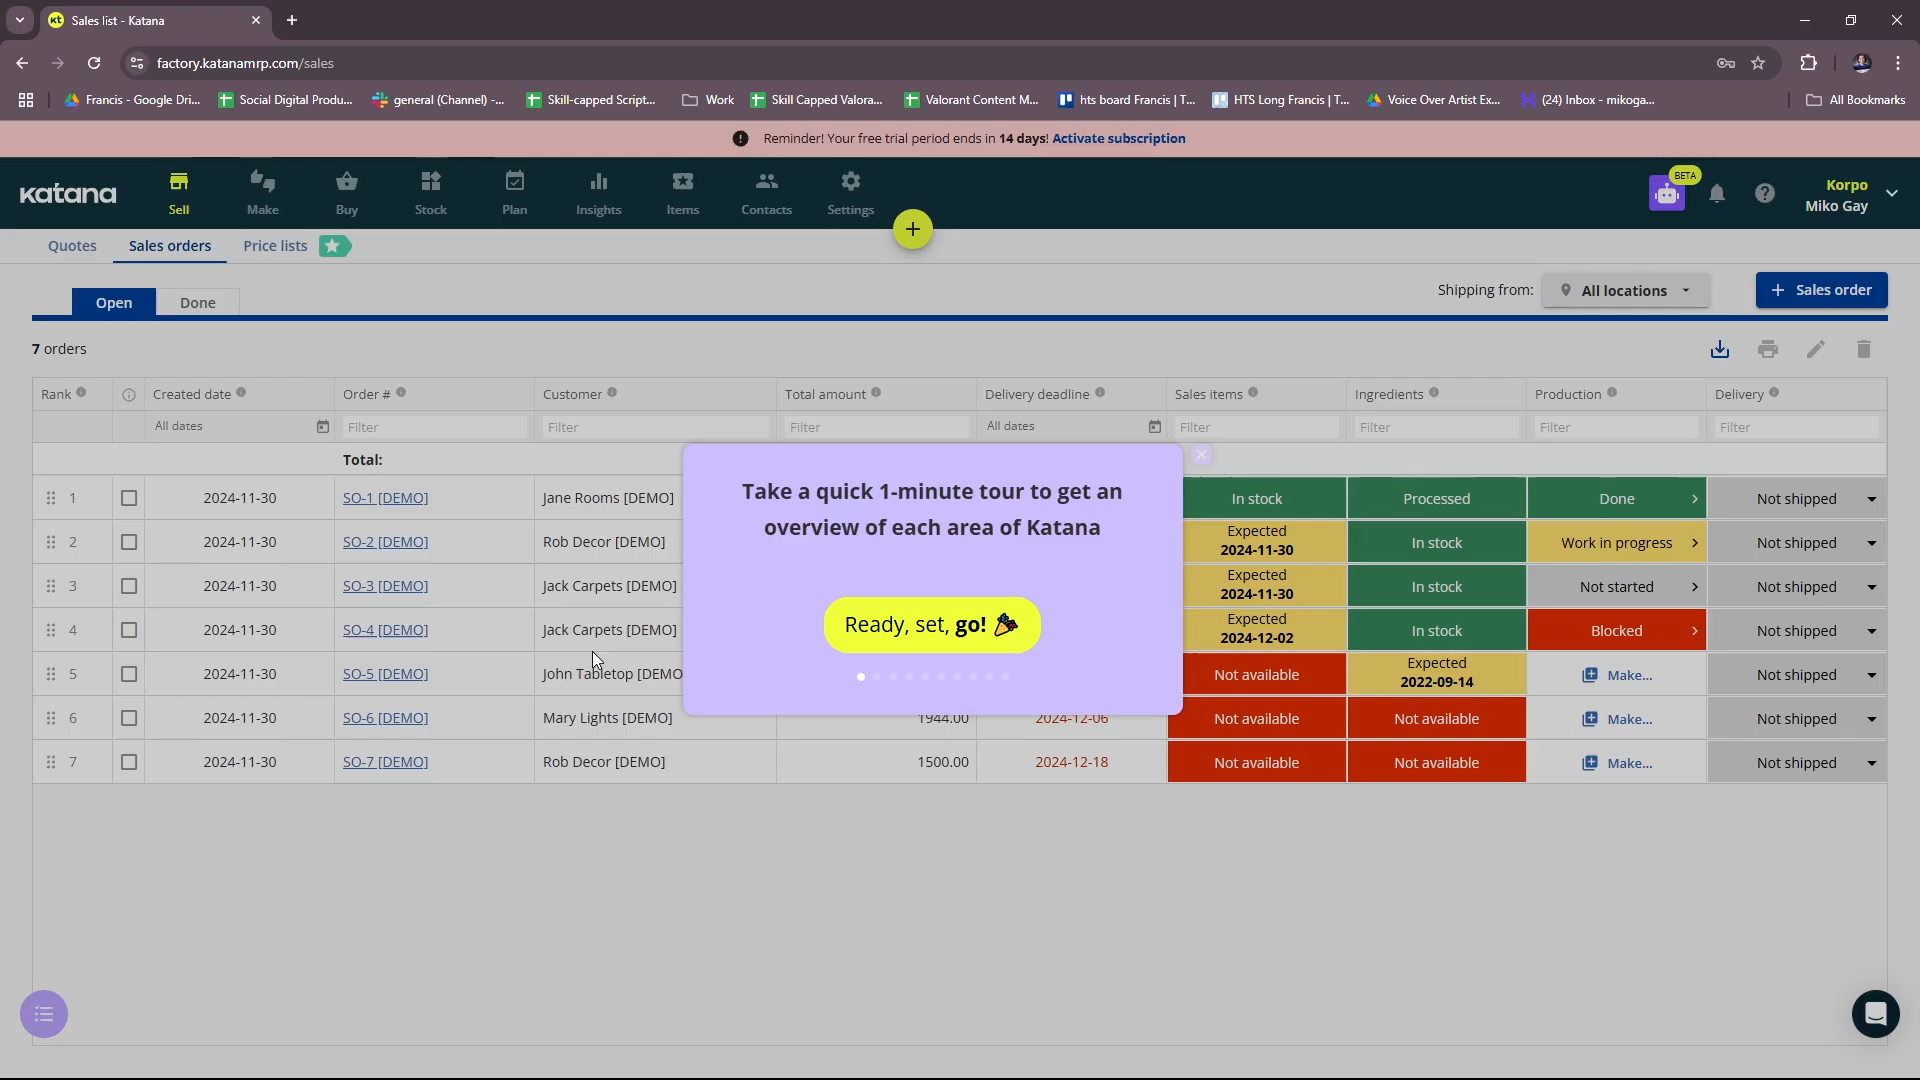 Sales list - Katana
factory.katanamrp.com/sales
Francis - Google Dri...
Social Digital Produ...
general (Channel) -...
Skill-capped Script...
Work
Skill Capped Valora...
Valorant Content M...
hts board Francis | T...
HTS Long Francis | T...
Voice Over Artist Ex...
(24) Inbox - mikoga...
All Bookmarks
Reminder! Your free trial period ends in 14 days! Activate subscription
katana
Sell
Make
Buy
Stock
Plan
Insights
Items
Contacts
Settings
BETA
Korpo
Miko Gay
Quotes
Sales orders
Price lists
Open
Done
Shipping from:
All locations
+ Sales order
7 orders
Rank Created date Order # Customer Total amount Delivery deadline Sales items Ingredients Production Delivery
All dates Filter Filter Filter All dates Filter Filter Filter Filter
Total:
Take a quick 1-minute tour to get an
overview of each area of Katana
Ready, set, go!
1 2024-11-30 SO-1 [DEMO] Jane Rooms [DEMO] In stock Processed Done Not shipped
2 2024-11-30 SO-2 [DEMO] Rob Decor [DEMO] Expected 2024-11-30 In stock Work in progress Not shipped
3 2024-11-30 SO-3 [DEMO] Jack Carpets [DEMO] Expected 2024-11-30 In stock Not started Not shipped
4 2024-11-30 SO-4 [DEMO] Jack Carpets [DEMO] Expected 2024-12-02 In stock Blocked Not shipped
5 2024-11-30 SO-5 [DEMO] John Tabletop [DEMO Not available Expected 2022-09-14 Make... Not shipped
6 2024-11-30 SO-6 [DEMO] Mary Lights [DEMO] 1944.00 2024-12-06 Not available Not available Make... Not shipped
7 2024-11-30 SO-7 [DEMO] Rob Decor [DEMO] 1500.00 2024-12-18 Not available Not available Make... Not shipped